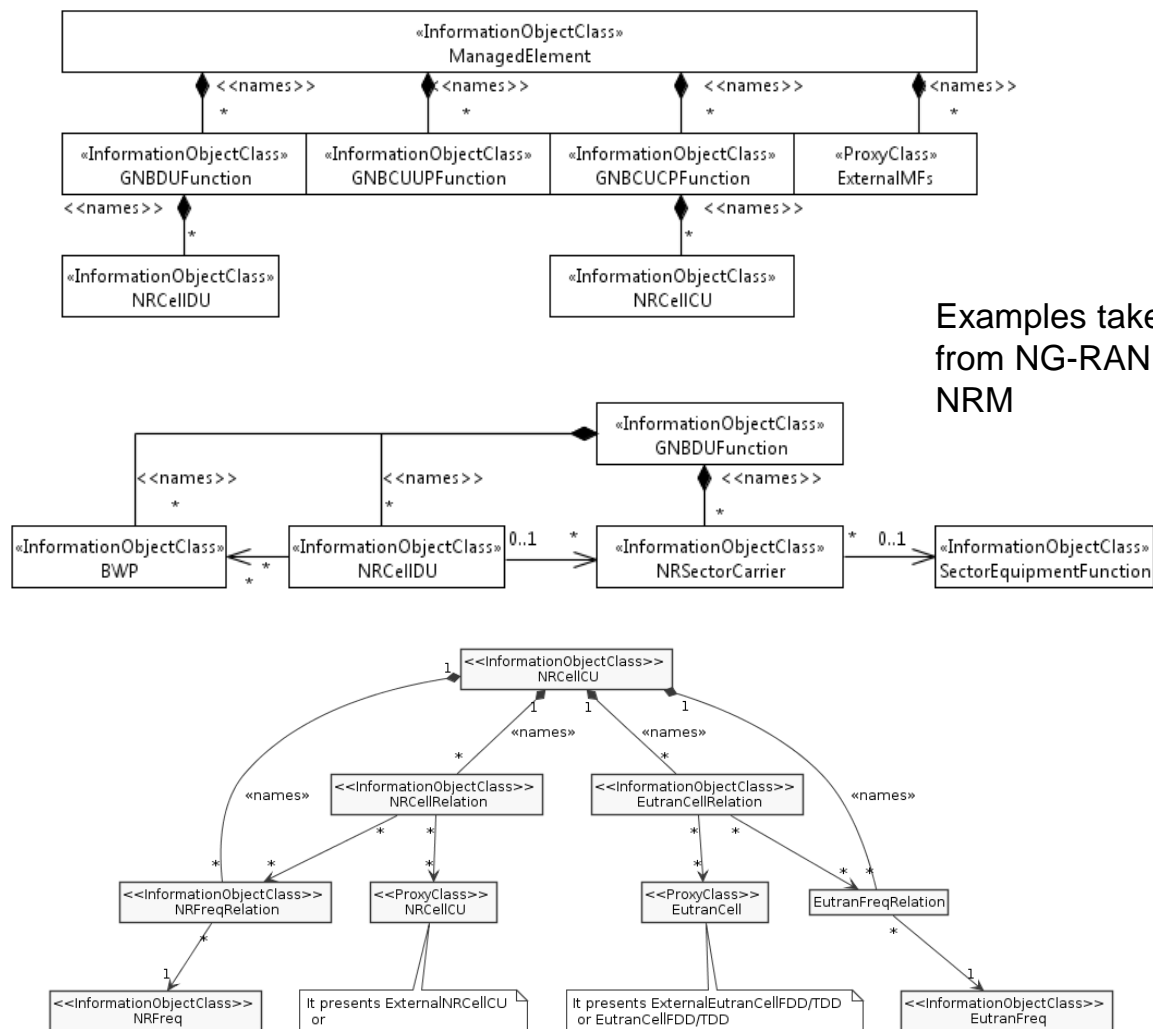 «InformationObjectClass»
ManagedElement
<<names>> <<names>> <<names>> <<names>>
* * * *
«InformationObjectClass» «InformationObjectClass» «InformationObjectClass» «ProxyClass»
GNBDUFunction GNBCUUPFunction GNBCUCPFunction ExternalMFs
<<names>> <<names>>
* *
«InformationObjectClass» «InformationObjectClass»
NRCellDU NRCellCU
Examples take
from NG-RAN
NRM
«InformationObjectClass»
GNBDUFunction
<<names>> <<names>> <<names>>
* * *
«InformationObjectClass» «InformationObjectClass» 0..1 * «InformationObjectClass» * 0..1 «InformationObjectClass»
BWP * * NRCellDU NRSectorCarrier SectorEquipmentFunction
<<InformationObjectClass>>
NRCellCU
1 1 1 1
«names» «names»
* *
<<InformationObjectClass>> <<InformationObjectClass>>
NRCellRelation EutranCellRelation
«names» «names»
* * * *
* * * * * *
<<InformationObjectClass>> <<ProxyClass>> <<ProxyClass>> EutranFreqRelation
NRFreqRelation NRCellCU EutranCell
* *
1 1
<<InformationObjectClass>> It presents ExternalNRCellCU It presents ExternalEutranCellFDD/TDD <<InformationObjectClass>>
NRFreq or or EutranCellFDD/TDD EutranFreq